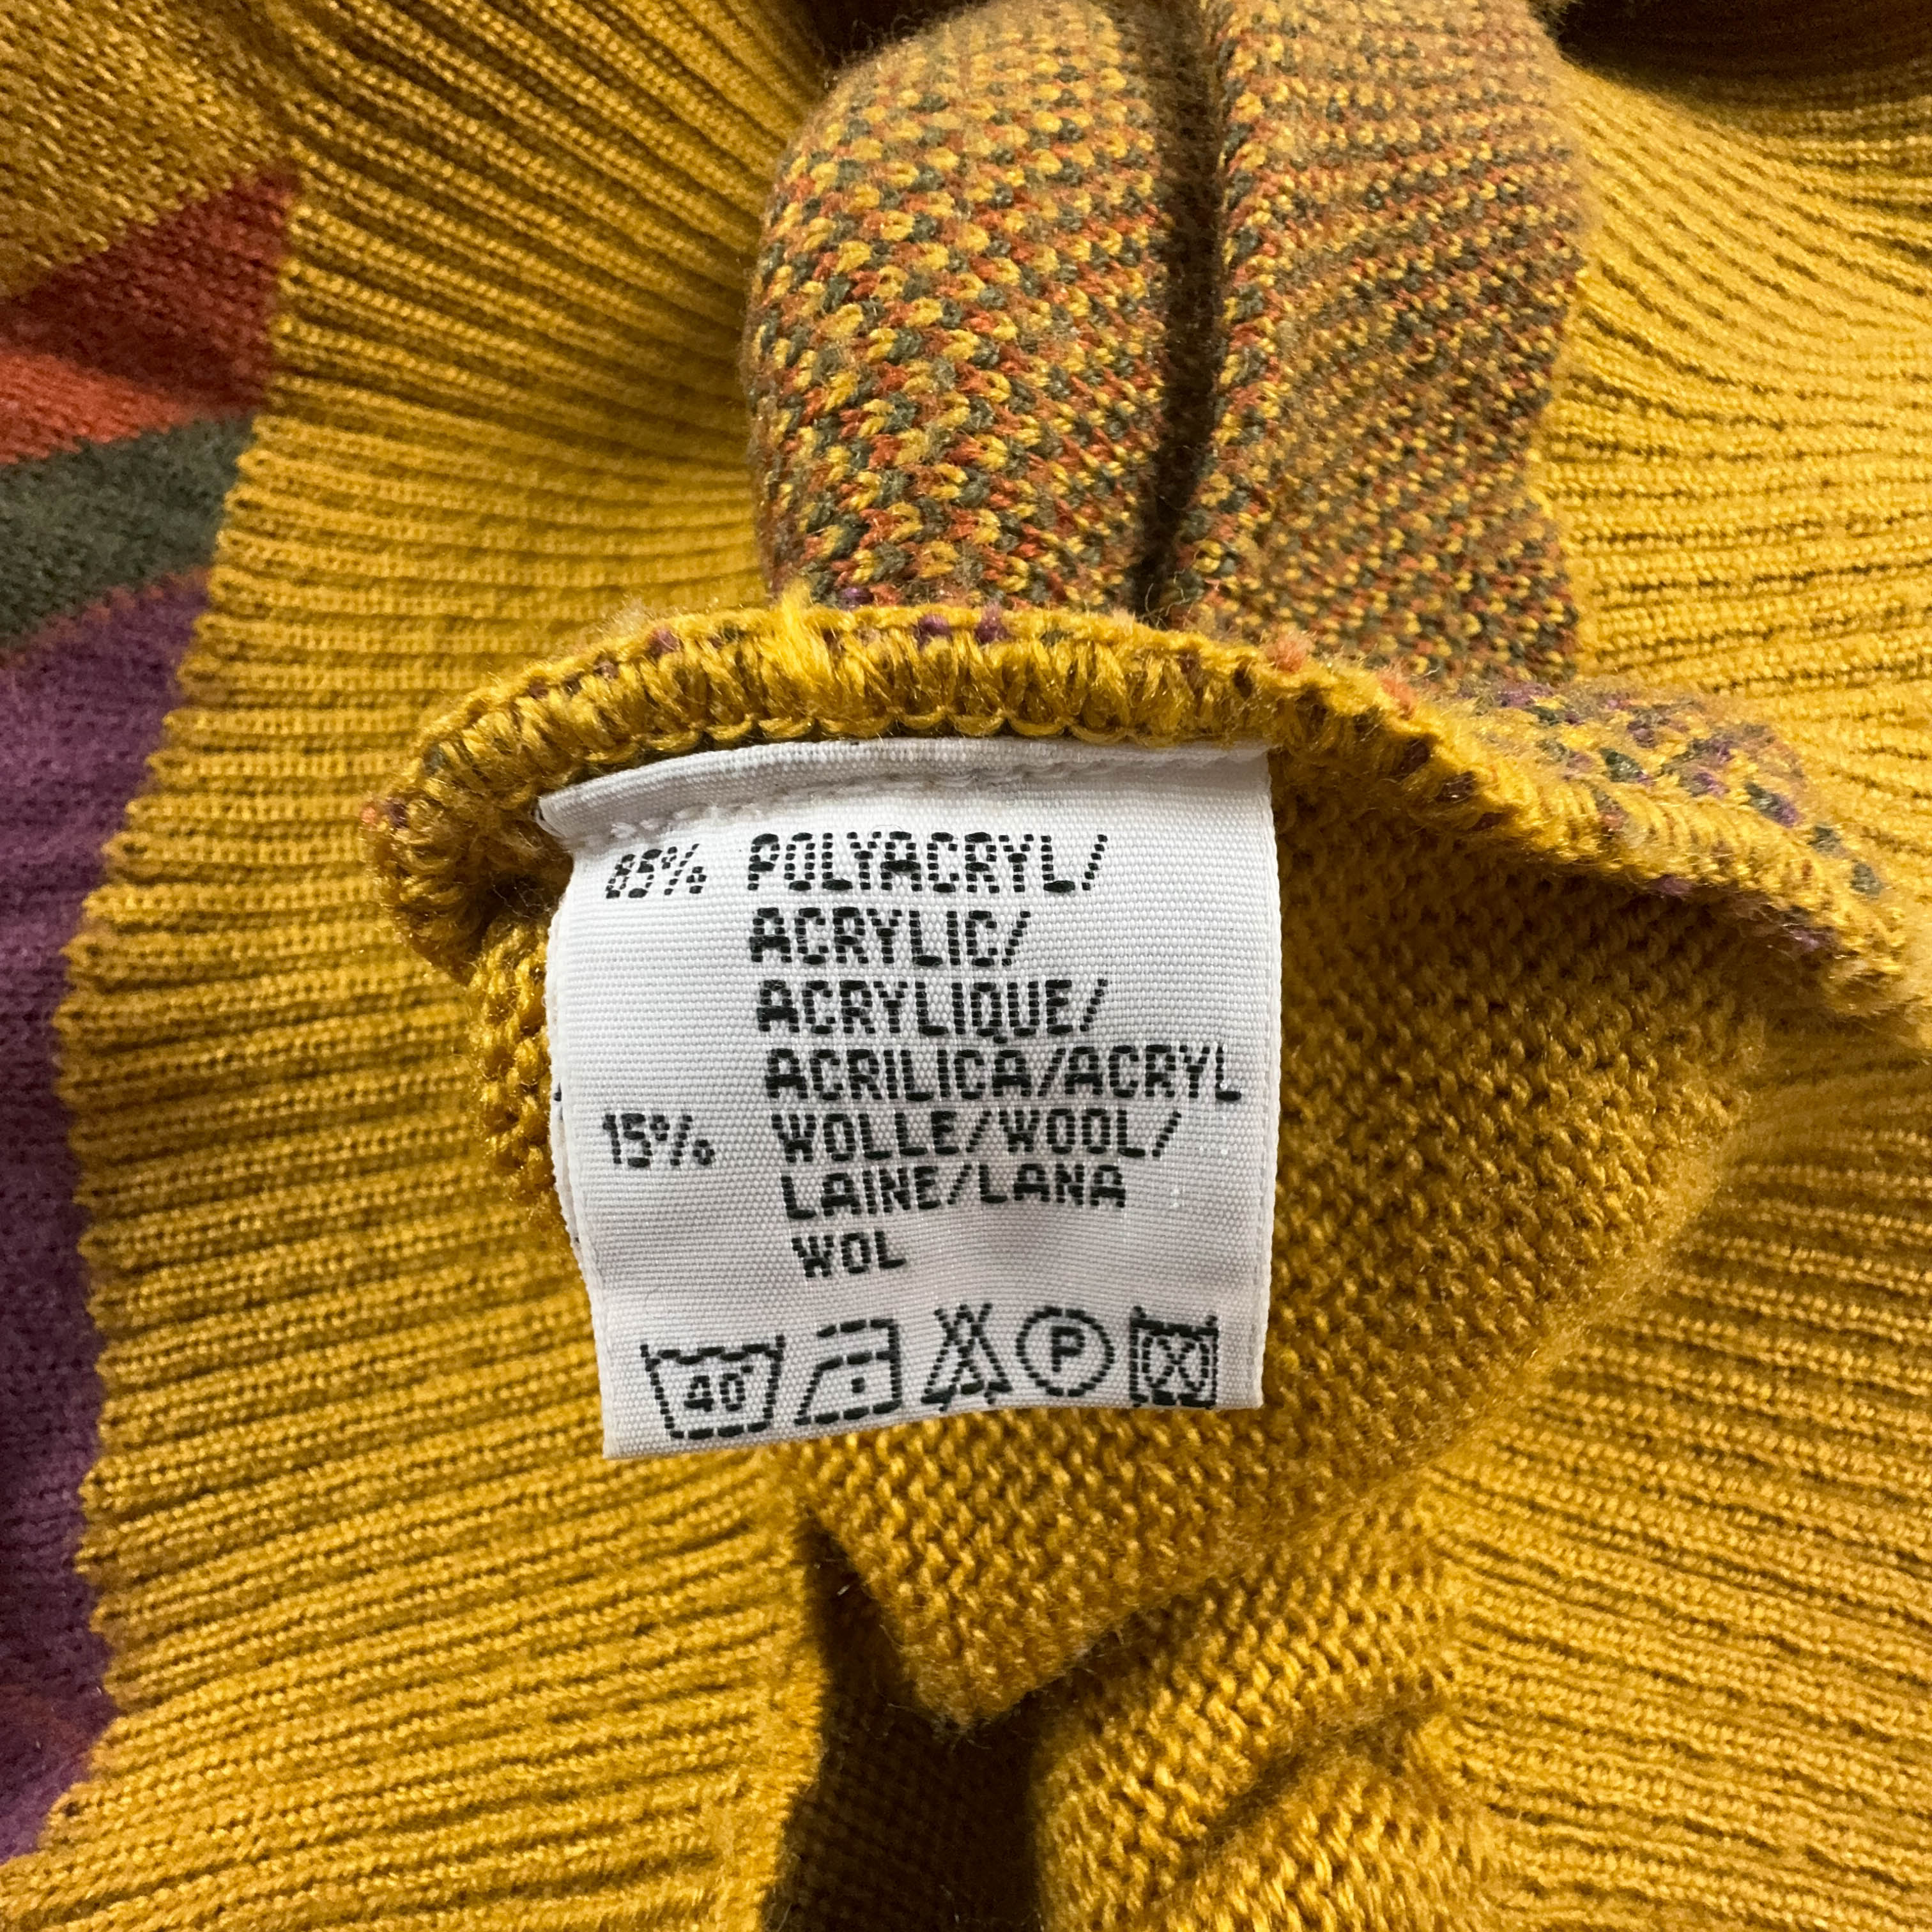 85% POLYACRYL/
ACRYLIC/
ACRYLIQUE/
ACRILICA/ACRYL
15% WOLLE/WOOL/
LAINE/LANA
WOL
40° P